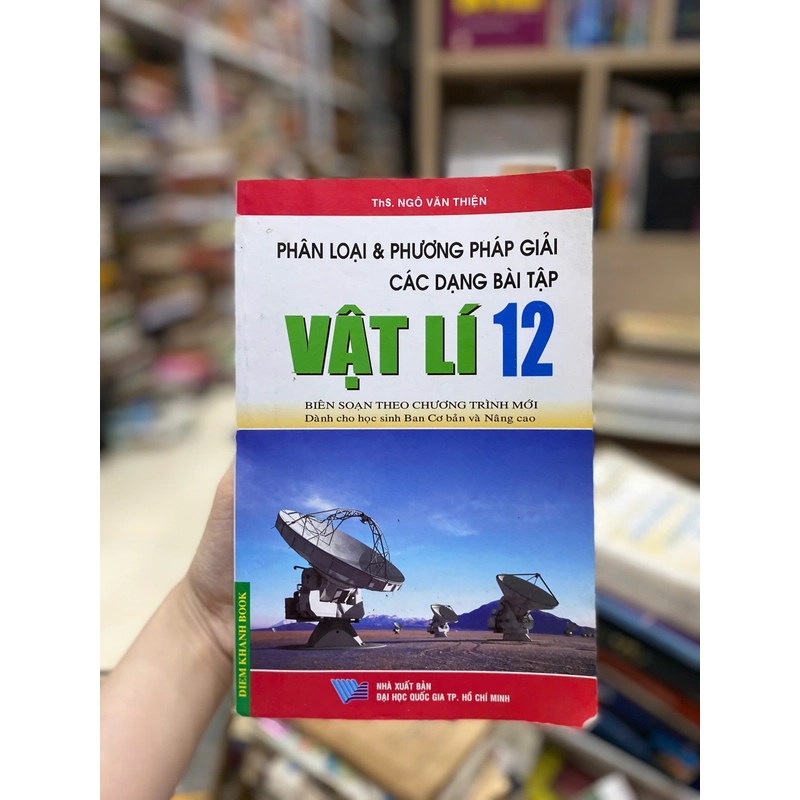 ThS. NGÔ VĂN THIỆN
PHÂN LOẠI & PHƯƠNG PHÁP GIẢI
CÁC DẠNG BÀI TẬP
VẬT LÍ 12
BIÊN SOẠN THEO CHƯƠNG TRÌNH MỚI
Dành cho học sinh Ban Cơ bản và Nâng cao
DIEM KHANH BOOK
NHÀ XUẤT BẢN
ĐẠI HỌC QUỐC GIA TP. HỒ CHÍ MINH